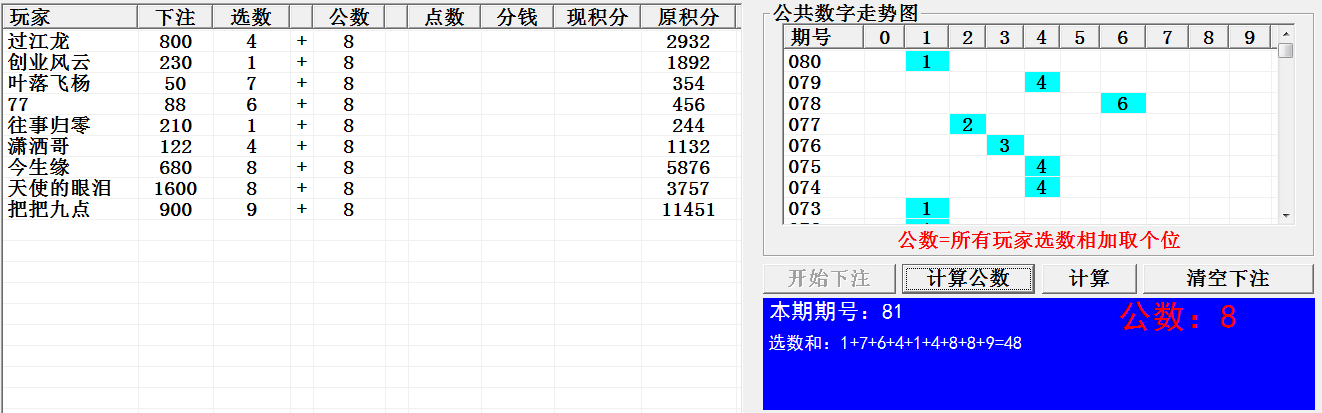 玩家 下注 选数 公数 点数 分钱 现积分 原积分
过江龙 800 4 + 8 2932
创业风云 230 1 + 8 1892
叶落飞杨 50 7 + 8 354
77 88 6 + 8 456
往事归零 210 1 + 8 244
潇洒哥 122 4 + 8 1132
今生缘 680 8 + 8 5876
天使的眼泪 1600 8 + 8 3757
把把九点 900 9 + 8 11451
公共数字走势图
期号 0 1 2 3 4 5 6 7 8 9
080 1
079 4
078 6
077 2
076 3
075 4
074 4
073 1
公数=所有玩家选数相加取个位
开始下注 计算公数 计算 清空下注
本期期号：81 公数：8
选数和：1+7+6+4+1+4+8+8+9=48